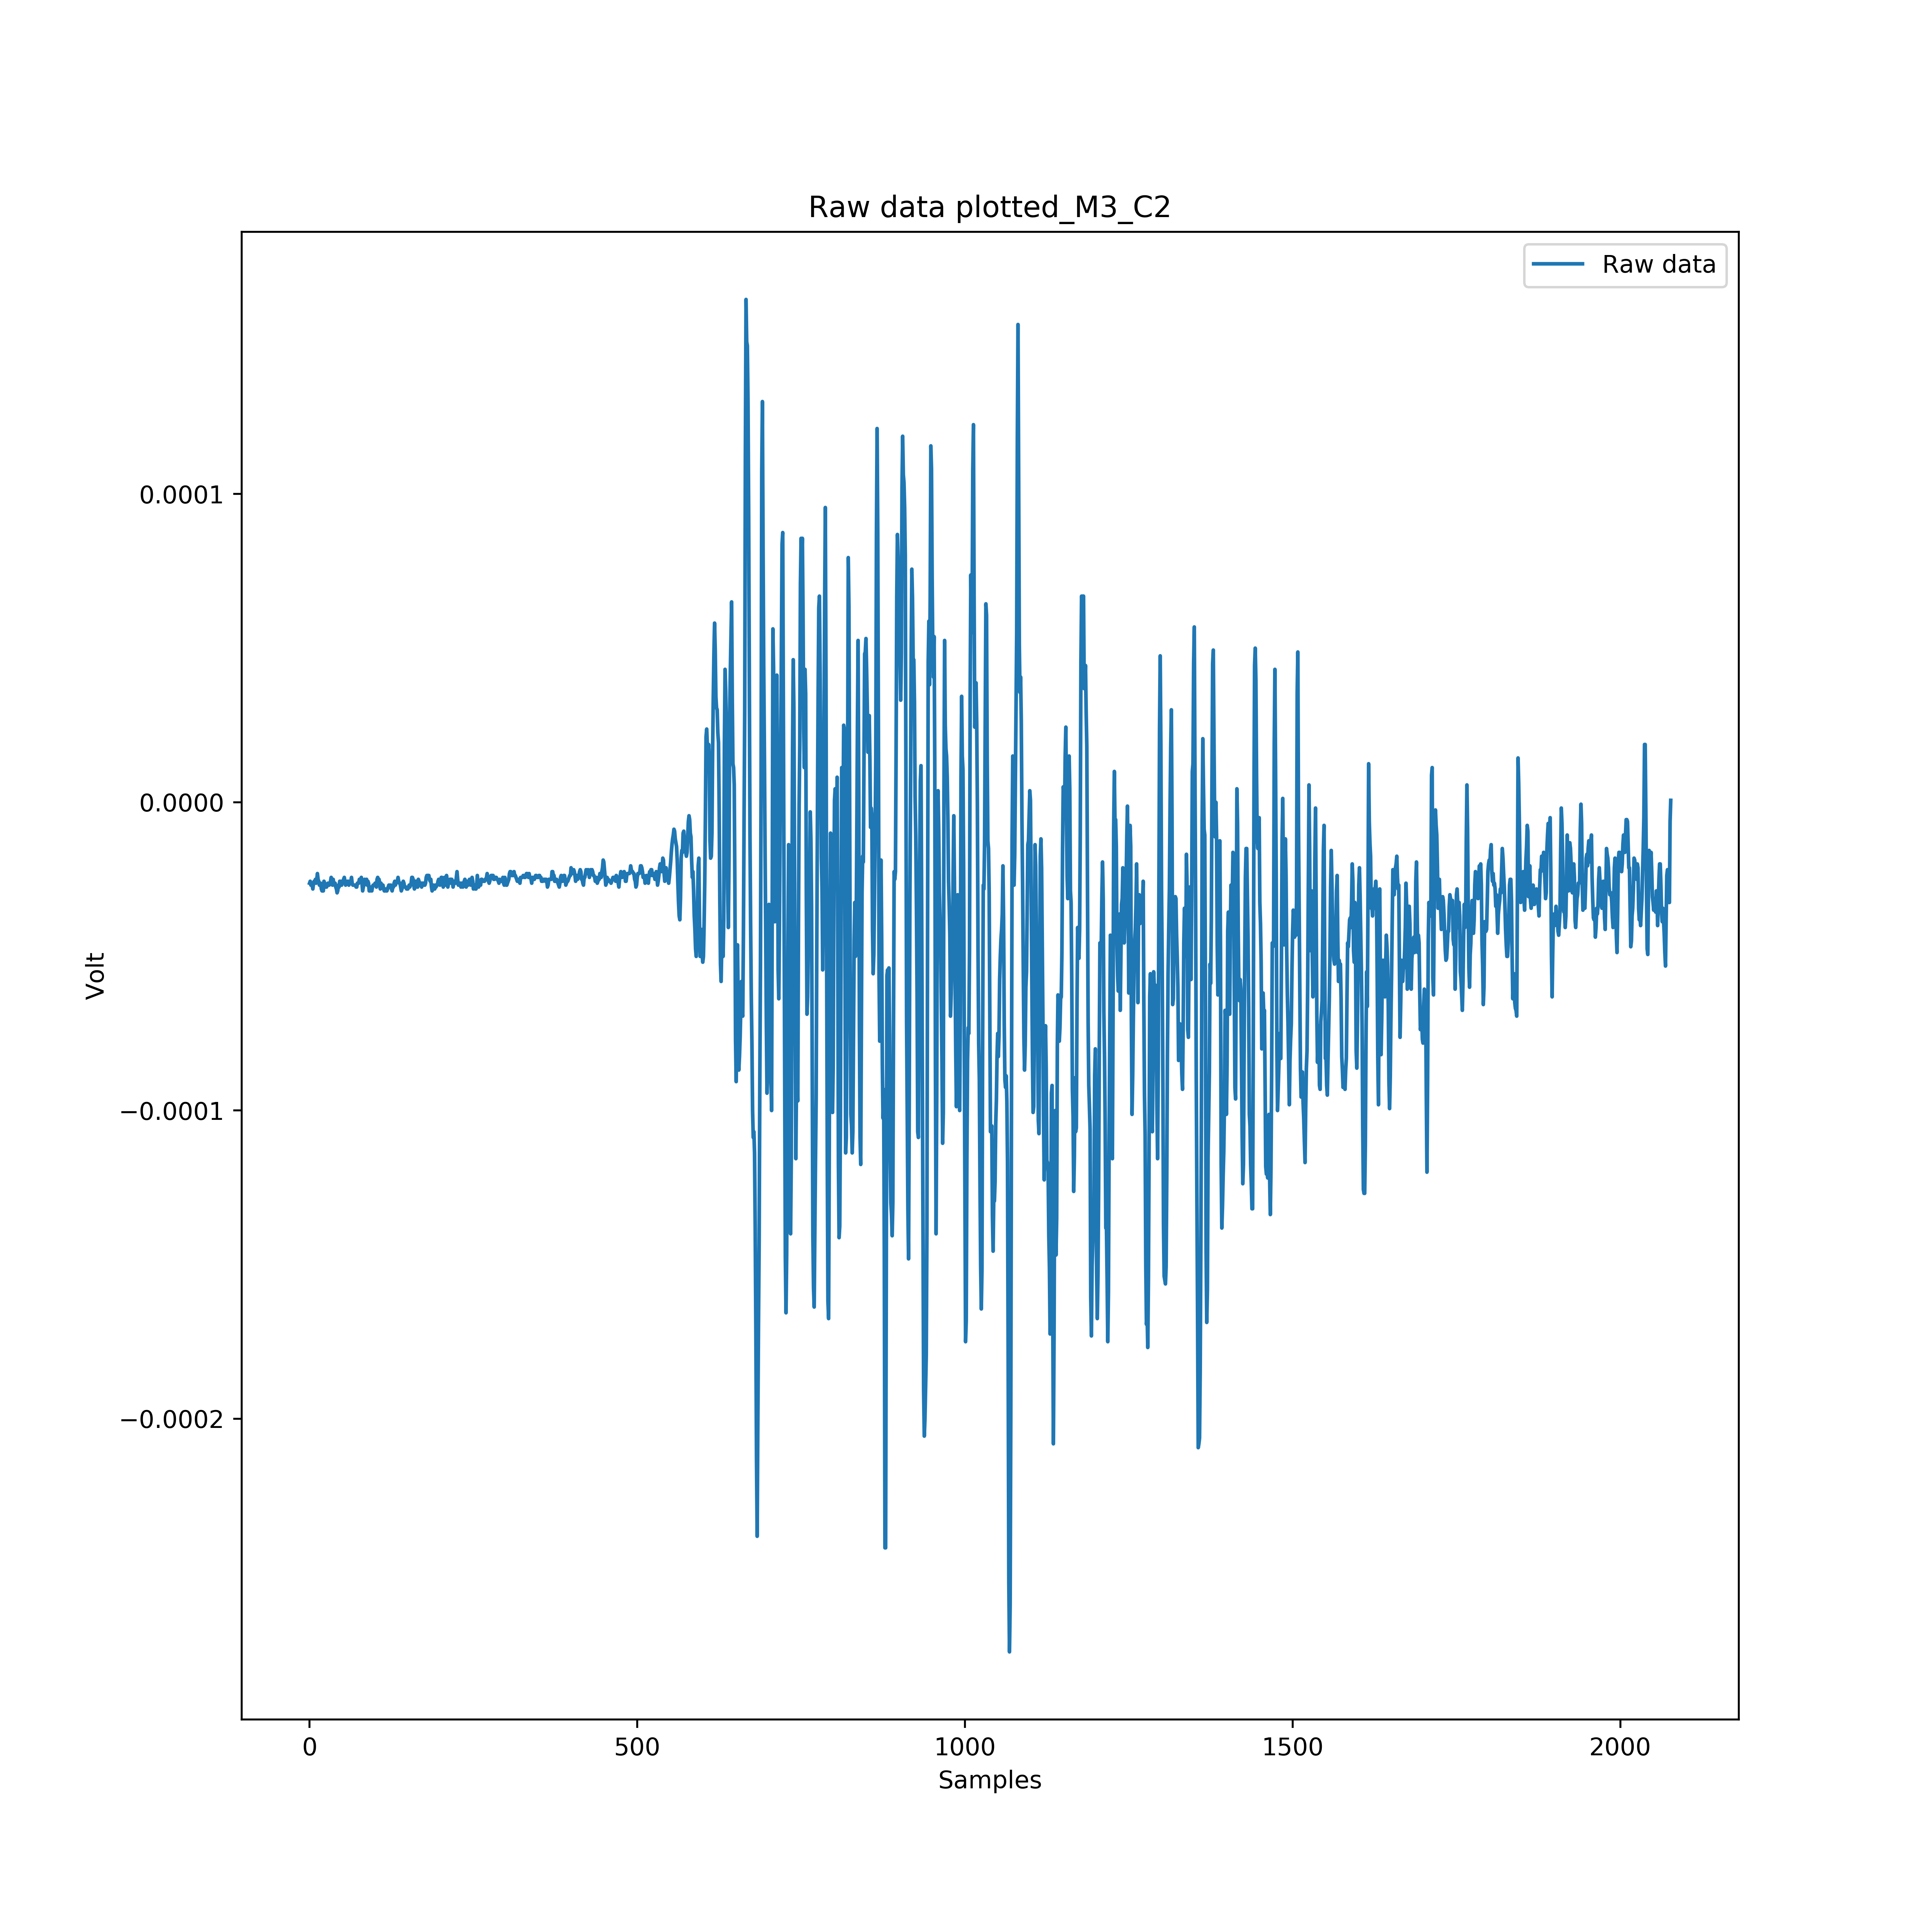 Raw data plotted_M3_C2
Raw data
0.0001
0.0000
−0.0001
−0.0002
Volt
0 500 1000 1500 2000
Samples